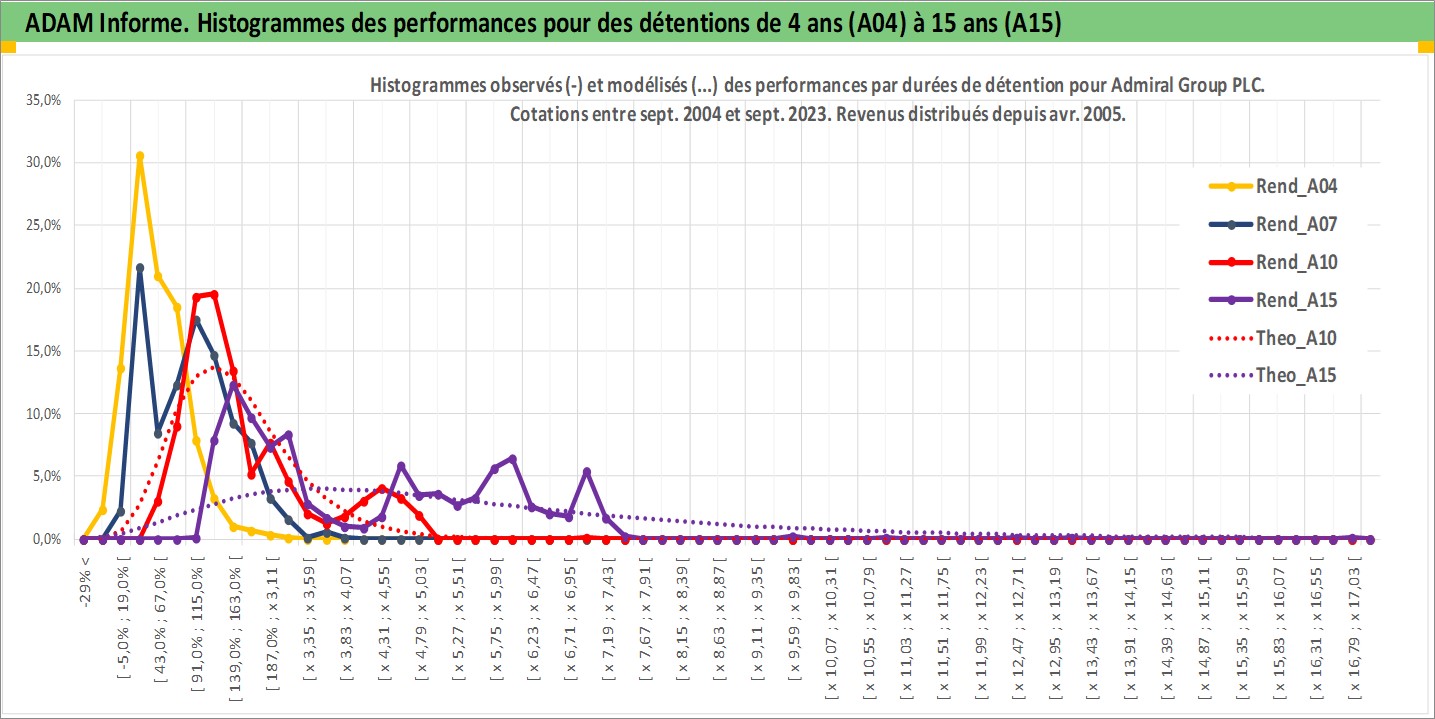 ADAM Informe. Histogrammes des performances pour des détentions de 4 ans (A04) à 15 ans (A15)
Histogrammes observés (-) et modélisés (...) des performances par durées de détention pour Admiral Group PLC.
Cotations entre sept. 2004 et sept. 2023. Revenus distribués depuis avr. 2005.
35,0%
30,0%
25,0%
20,0%
15,0%
10,0%
5,0%
0,0%
Rend_A04
Rend_A07
Rend_A10
Rend_A15
Theo_A10
Theo_A15
-29% <
[ -5,0% ; 19,0% [
[ 43,0% ; 67,0% [
[ 91,0% ; 115,0% [
[ 139,0% ; 163,0% [
[ 187,0% ; x 3,11 [
[ x 3,35 ; x 3,59 [
[ x 3,83 ; x 4,07 [
[ x 4,31 ; x 4,55 [
[ x 4,79 ; x 5,03 [
[ x 5,27 ; x 5,51 [
[ x 5,75 ; x 5,99 [
[ x 6,23 ; x 6,47 [
[ x 6,71 ; x 6,95 [
[ x 7,19 ; x 7,43 [
[ x 7,67 ; x 7,91 [
[ x 8,15 ; x 8,39 [
[ x 8,63 ; x 8,87 [
[ x 9,11 ; x 9,35 [
[ x 9,59 ; x 9,83 [
[ x 10,07 ; x 10,31 [
[ x 10,55 ; x 10,79 [
[ x 11,03 ; x 11,27 [
[ x 11,51 ; x 11,75 [
[ x 11,99 ; x 12,23 [
[ x 12,47 ; x 12,71 [
[ x 12,95 ; x 13,19 [
[ x 13,43 ; x 13,67 [
[ x 13,91 ; x 14,15 [
[ x 14,39 ; x 14,63 [
[ x 14,87 ; x 15,11 [
[ x 15,35 ; x 15,59 [
[ x 15,83 ; x 16,07 [
[ x 16,31 ; x 16,55 [
[ x 16,79 ; x 17,03 [